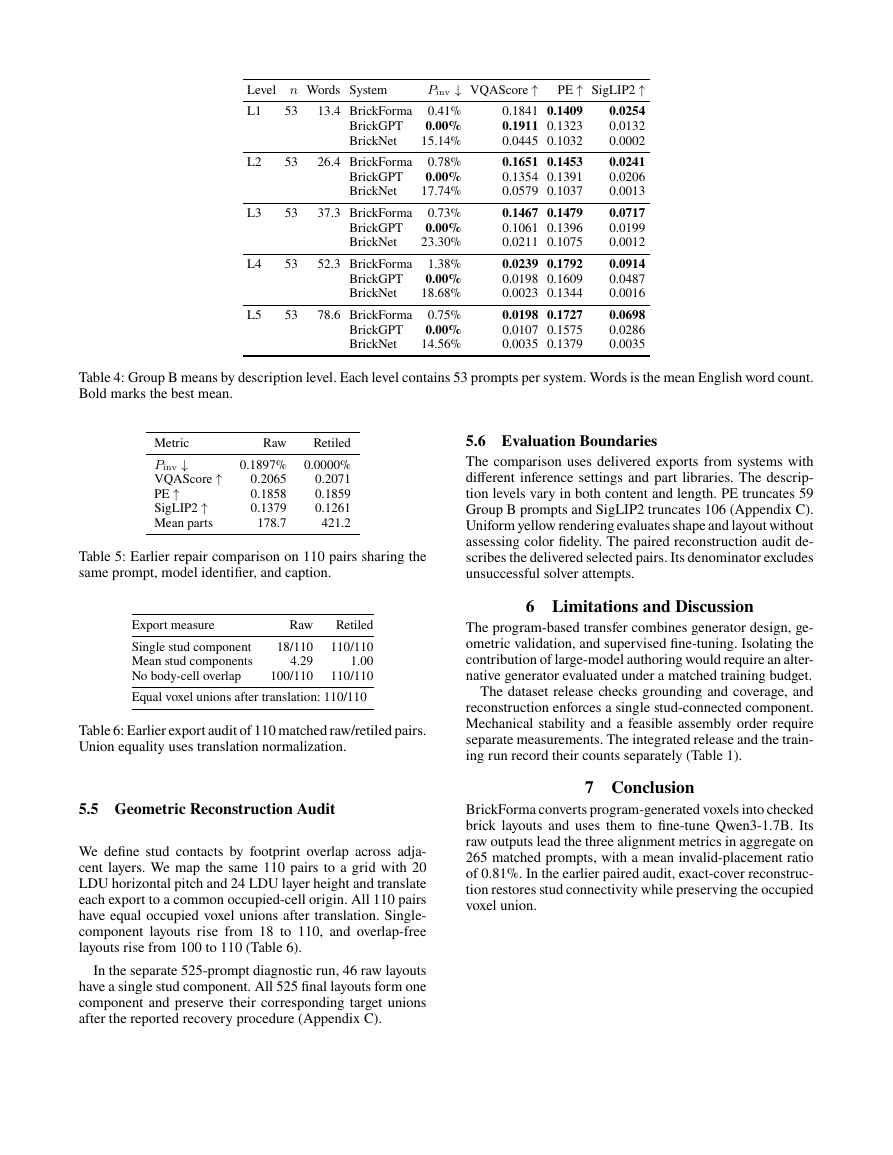 Level n Words System Pinv ↓ VQAScore ↑ PE ↑ SigLIP2 ↑
L1 53 13.4 BrickForma 0.41% 0.1841 0.1409 0.0254
BrickGPT 0.00% 0.1911 0.1323 0.0132
BrickNet 15.14% 0.0445 0.1032 0.0002
L2 53 26.4 BrickForma 0.78% 0.1651 0.1453 0.0241
BrickGPT 0.00% 0.1354 0.1391 0.0206
BrickNet 17.74% 0.0579 0.1037 0.0013
L3 53 37.3 BrickForma 0.73% 0.1467 0.1479 0.0717
BrickGPT 0.00% 0.1061 0.1396 0.0199
BrickNet 23.30% 0.0211 0.1075 0.0012
L4 53 52.3 BrickForma 1.38% 0.0239 0.1792 0.0914
BrickGPT 0.00% 0.0198 0.1609 0.0487
BrickNet 18.68% 0.0023 0.1344 0.0016
L5 53 78.6 BrickForma 0.75% 0.0198 0.1727 0.0698
BrickGPT 0.00% 0.0107 0.1575 0.0286
BrickNet 14.56% 0.0035 0.1379 0.0035
Table 4: Group B means by description level. Each level contains 53 prompts per system. Words is the mean English word count.
Bold marks the best mean.
Metric Raw Retiled
Pinv ↓ 0.1897% 0.0000%
VQAScore ↑ 0.2065 0.2071
PE ↑ 0.1858 0.1859
SigLIP2 ↑ 0.1379 0.1261
Mean parts 178.7 421.2
Table 5: Earlier repair comparison on 110 pairs sharing the
same prompt, model identifier, and caption.
Export measure Raw Retiled
Single stud component 18/110 110/110
Mean stud components 4.29 1.00
No body-cell overlap 100/110 110/110
Equal voxel unions after translation: 110/110
Table 6: Earlier export audit of 110 matched raw/retiled pairs.
Union equality uses translation normalization.
5.5 Geometric Reconstruction Audit
We define stud contacts by footprint overlap across adja-
cent layers. We map the same 110 pairs to a grid with 20
LDU horizontal pitch and 24 LDU layer height and translate
each export to a common occupied-cell origin. All 110 pairs
have equal occupied voxel unions after translation. Single-
component layouts rise from 18 to 110, and overlap-free
layouts rise from 100 to 110 (Table 6).
In the separate 525-prompt diagnostic run, 46 raw layouts
have a single stud component. All 525 final layouts form one
component and preserve their corresponding target unions
after the reported recovery procedure (Appendix C).
5.6 Evaluation Boundaries
The comparison uses delivered exports from systems with
different inference settings and part libraries. The descrip-
tion levels vary in both content and length. PE truncates 59
Group B prompts and SigLIP2 truncates 106 (Appendix C).
Uniform yellow rendering evaluates shape and layout without
assessing color fidelity. The paired reconstruction audit de-
scribes the delivered selected pairs. Its denominator excludes
unsuccessful solver attempts.
6 Limitations and Discussion
The program-based transfer combines generator design, ge-
ometric validation, and supervised fine-tuning. Isolating the
contribution of large-model authoring would require an alter-
native generator evaluated under a matched training budget.
The dataset release checks grounding and coverage, and
reconstruction enforces a single stud-connected component.
Mechanical stability and a feasible assembly order require
separate measurements. The integrated release and the train-
ing run record their counts separately (Table 1).
7 Conclusion
BrickForma converts program-generated voxels into checked
brick layouts and uses them to fine-tune Qwen3-1.7B. Its
raw outputs lead the three alignment metrics in aggregate on
265 matched prompts, with a mean invalid-placement ratio
of 0.81%. In the earlier paired audit, exact-cover reconstruc-
tion restores stud connectivity while preserving the occupied
voxel union.